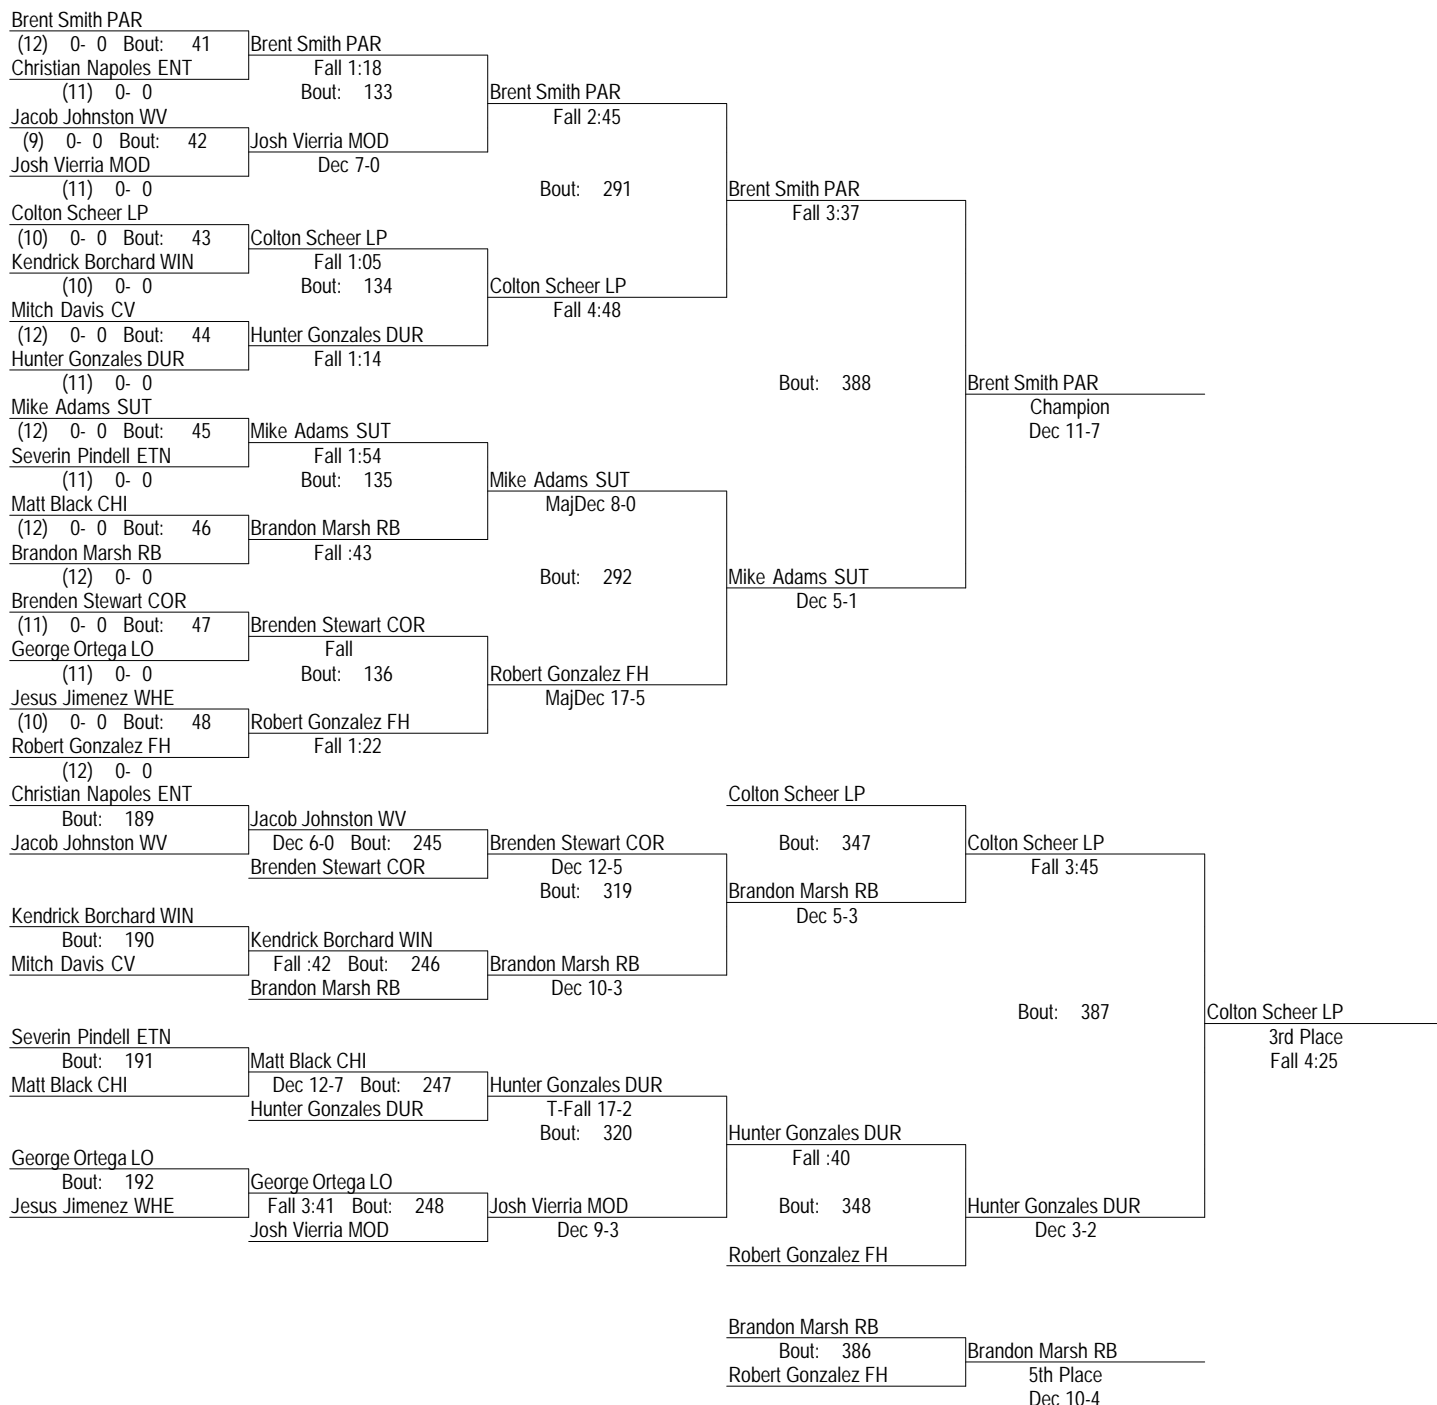 Brent Smith PAR
(12) 0- 0 Bout: 41 Brent Smith PAR
Christian Napoles ENT Fall 1:18
(11) 0- 0 Bout: 133 Brent Smith PAR
Jacob Johnston WV Fall 2:45
(9) 0- 0 Bout: 42 Josh Vierria MOD
Josh Vierria MOD Dec 7-0
(11) 0- 0 Bout: 291 Brent Smith PAR
Colton Scheer LP Fall 3:37
(10) 0- 0 Bout: 43 Colton Scheer LP
Kendrick Borchard WIN Fall 1:05
(10) 0- 0 Bout: 134 Colton Scheer LP
Mitch Davis CV Fall 4:48
(12) 0- 0 Bout: 44 Hunter Gonzales DUR
Hunter Gonzales DUR Fall 1:14
(11) 0- 0 Bout: 388 Brent Smith PAR
Mike Adams SUT Champion
(12) 0- 0 Bout: 45 Mike Adams SUT Dec 11-7
Severin Pindell ETN Fall 1:54
(11) 0- 0 Bout: 135 Mike Adams SUT
Matt Black CHI MajDec 8-0
(12) 0- 0 Bout: 46 Brandon Marsh RB
Brandon Marsh RB Fall :43
(12) 0- 0 Bout: 292 Mike Adams SUT
Brenden Stewart COR Dec 5-1
(11) 0- 0 Bout: 47 Brenden Stewart COR
George Ortega LO Fall
(11) 0- 0 Bout: 136 Robert Gonzalez FH
Jesus Jimenez WHE MajDec 17-5
(10) 0- 0 Bout: 48 Robert Gonzalez FH
Robert Gonzalez FH Fall 1:22
(12) 0- 0
Christian Napoles ENT Colton Scheer LP
Bout: 189 Jacob Johnston WV
Jacob Johnston WV Dec 6-0 Bout: 245 Brenden Stewart COR Bout: 347 Colton Scheer LP
Brenden Stewart COR Dec 12-5 Fall 3:45
Bout: 319 Brandon Marsh RB
Kendrick Borchard WIN Dec 5-3
Bout: 190 Kendrick Borchard WIN
Mitch Davis CV Fall :42 Bout: 246 Brandon Marsh RB
Brandon Marsh RB Dec 10-3
Bout: 387 Colton Scheer LP
Severin Pindell ETN 3rd Place
Bout: 191 Matt Black CHI Fall 4:25
Matt Black CHI Dec 12-7 Bout: 247 Hunter Gonzales DUR
Hunter Gonzales DUR T-Fall 17-2
Bout: 320 Hunter Gonzales DUR
George Ortega LO Fall :40
Bout: 192 George Ortega LO
Jesus Jimenez WHE Fall 3:41 Bout: 248 Josh Vierria MOD Bout: 348 Hunter Gonzales DUR
Josh Vierria MOD Dec 9-3 Dec 3-2
Robert Gonzalez FH
Brandon Marsh RB
Bout: 386 Brandon Marsh RB
Robert Gonzalez FH 5th Place
Dec 10-4